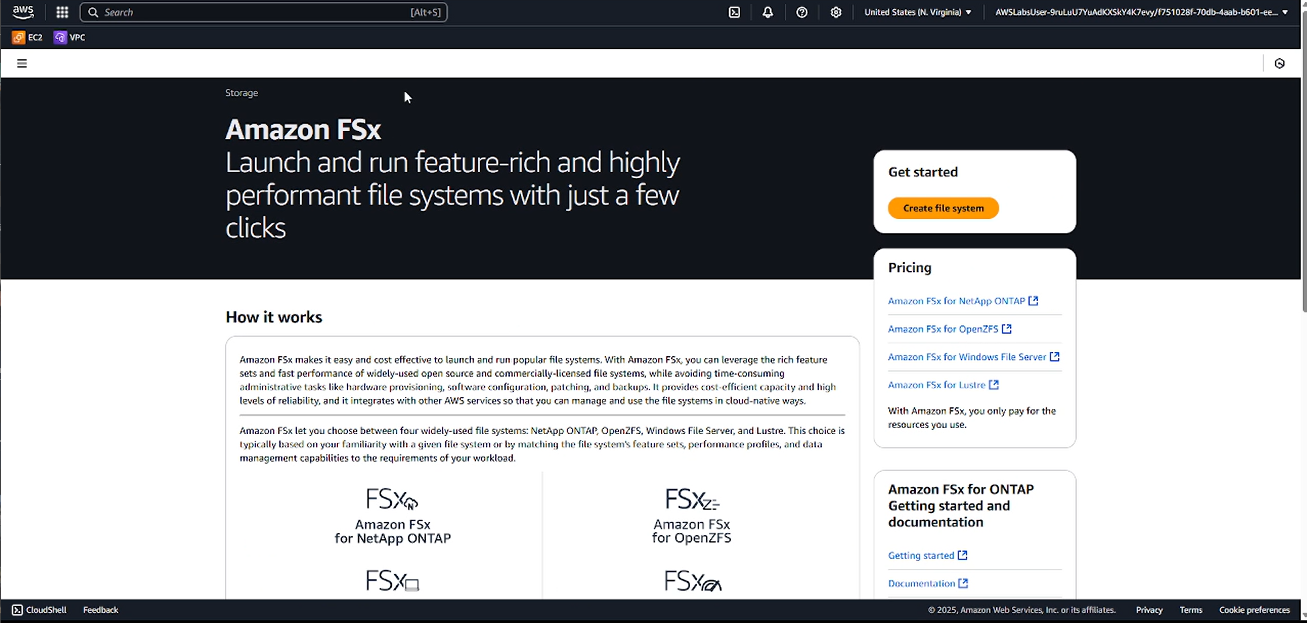 aws
Search [Alt+S]
United States (N. Virginia)
AWSLabsUser-9ruLuU7YuAdKXSkY4K7evy/f751028f-70db-4aab-b601-ee...
EC2
VPC
Storage
Amazon FSx
Launch and run feature-rich and highly
performant file systems with just a few
clicks
Get started
Create file system
Pricing
Amazon FSx for NetApp ONTAP
Amazon FSx for OpenZFS
Amazon FSx for Windows File Server
Amazon FSx for Lustre
With Amazon FSx, you only pay for the
resources you use.
How it works
Amazon FSx makes it easy and cost effective to launch and run popular file systems. With Amazon FSx, you can leverage the rich feature
sets and fast performance of widely-used open source and commercially-licensed file systems, while avoiding time-consuming
administrative tasks like hardware provisioning, software configuration, patching, and backups. It provides cost-efficient capacity and high
levels of reliability, and it integrates with other AWS services so that you can manage and use the file systems in cloud-native ways.
Amazon FSx let you choose between four widely-used file systems: NetApp ONTAP, OpenZFS, Windows File Server, and Lustre. This choice is
typically based on your familiarity with a given file system or by matching the file system's feature sets, performance profiles, and data
management capabilities to the requirements of your workload.
FSx
Amazon FSx
for NetApp ONTAP
FSx
Amazon FSx
for OpenZFS
FSx
FSx
Amazon FSx for ONTAP
Getting started and
documentation
Getting started
Documentation
CloudShell
Feedback
© 2025, Amazon Web Services, Inc. or its affiliates.
Privacy
Terms
Cookie preferences